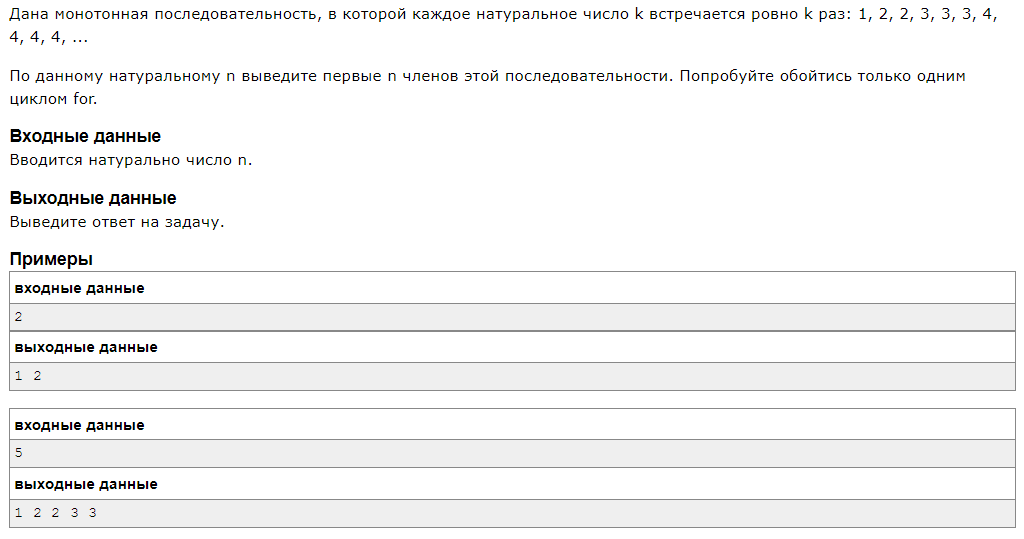 Дана монотонная последовательность, в которой каждое натуральное число k встречается ровно k раз: 1, 2, 2, 3, 3, 3, 4,
4, 4, 4, ...
По данному натуральному n выведите первые n членов этой последовательности. Попробуйте обойтись только одним
циклом for.
Входные данные
Вводится натурально число n.
Выходные данные
Выведите ответ на задачу.
Примеры
входные данные
2
выходные данные
1 2
входные данные
5
выходные данные
1 2 2 3 3